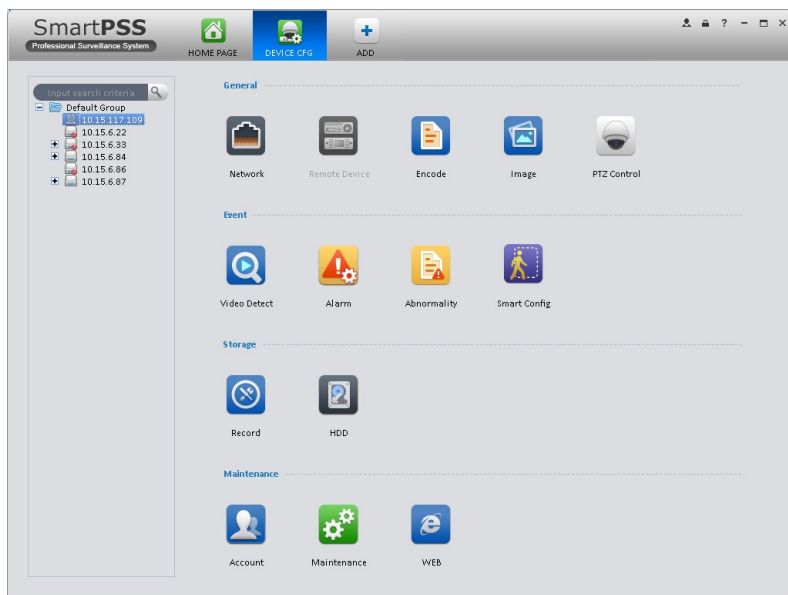 SmartPSS
Professional Surveillance System
HOME PAGE
DEVICE CFG
ADD
Input search criteria
Default Group
10.15.117.109
10.15.6.22
10.15.6.33
10.15.6.84
10.15.6.86
10.15.6.87
General
Network
Remote Device
Encode
Image
PTZ Control
Event
Video Detect
Alarm
Abnormality
Smart Config
Storage
Record
HDD
Maintenance
Account
Maintenance
WEB